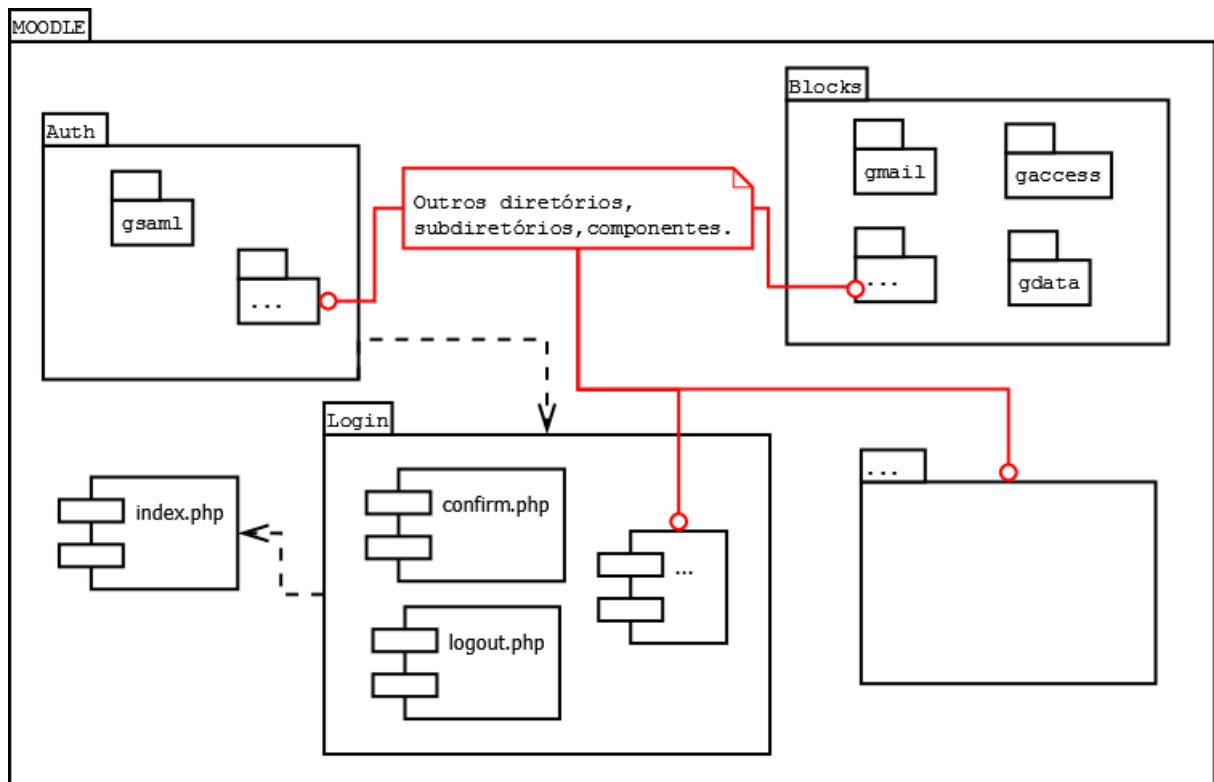 MOODLE
Auth
gsaml
...
Outros diretórios,
subdiretórios,componentes.
Blocks
gmail
gaccess
...
gdata
Login
index.php
confirm.php
...
logout.php
...